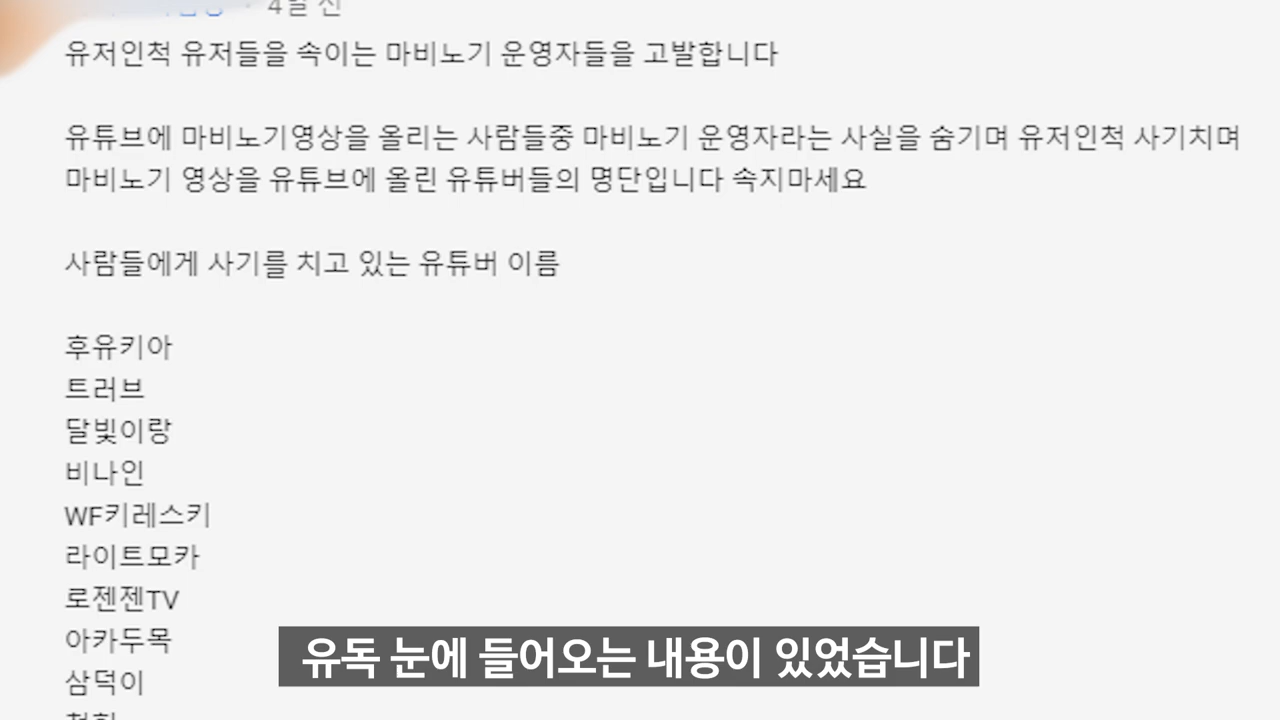 4일 전
유저인척 유저들을 속이는 마비노기 운영자들을 고발합니다
유튜브에 마비노기영상을 올리는 사람들중 마비노기 운영자라는 사실을 숨기며 유저인척 사기치며
마비노기 영상을 유튜브에 올린 유튜버들의 명단입니다 속지마세요
사람들에게 사기를 치고 있는 유튜버 이름
후유키아
트러브
달빛이랑
비나인
WF키레스키
라이트모카
로젠젠TV
아카두목
삼덕이
유독 눈에 들어오는 내용이 있었습니다